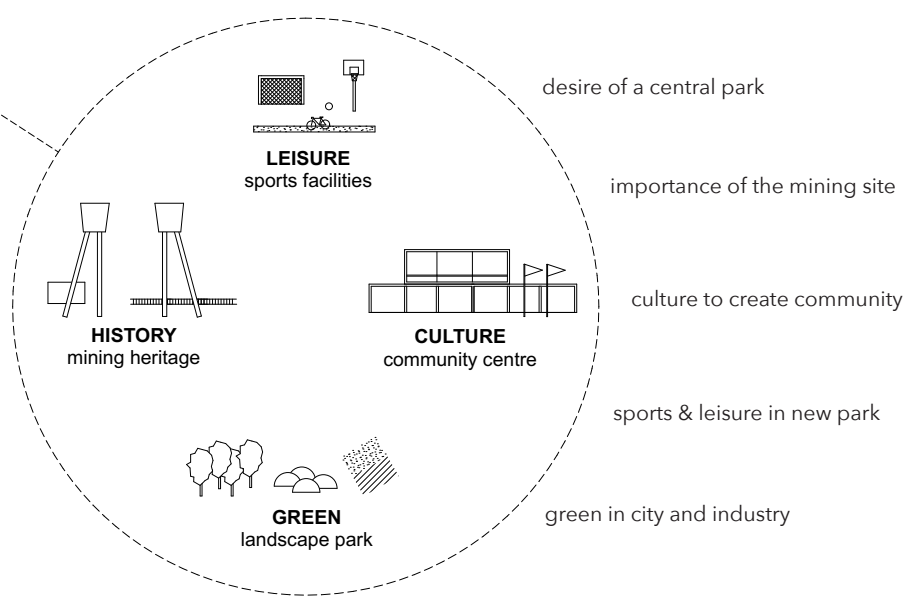 desire of a central park
LEISURE
sports facilities
importance of the mining site
culture to create community
HISTORY
mining heritage
CULTURE
community centre
sports & leisure in new park
GREEN
landscape park
green in city and industry